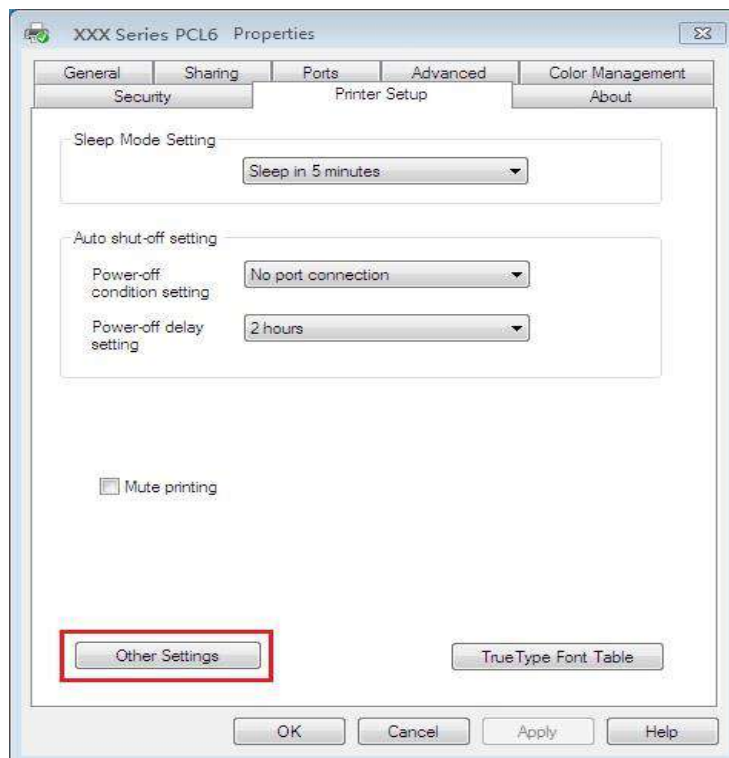 XXX Series PCL6 Properties
General Sharing Ports Advanced Color Management
Security Printer Setup About
Sleep Mode Setting
Sleep in 5 minutes
Auto shut-off setting
Power-off
condition setting
No port connection
Power-off delay
setting
2 hours
Mute printing
Other Settings TrueType Font Table
OK Cancel Apply Help